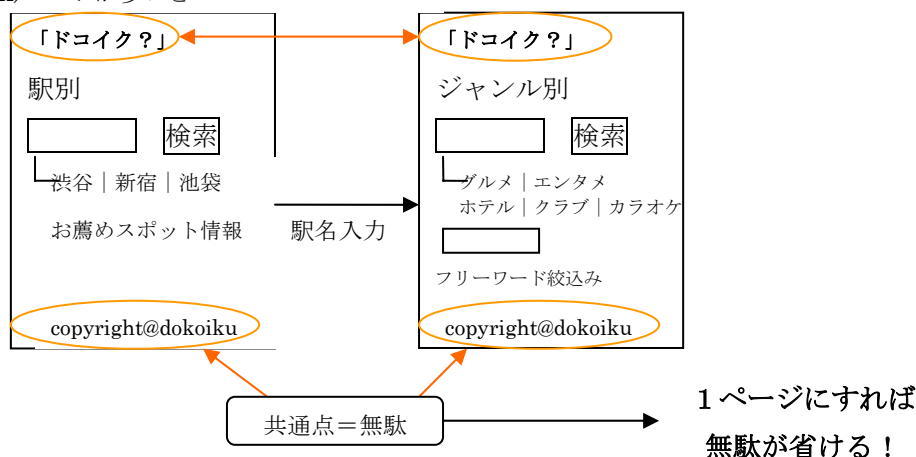 「ドコイク？」
駅別
検索
渋谷｜新宿｜池袋
お薦めスポット情報
copyright@dokoiku
駅名入力
「ドコイク？」
ジャンル別
検索
グルメ｜エンタメ
ホテル｜クラブ｜カラオケ
フリーワード絞込み
copyright@dokoiku
共通点＝無駄
１ページにすれば
無駄が省ける！